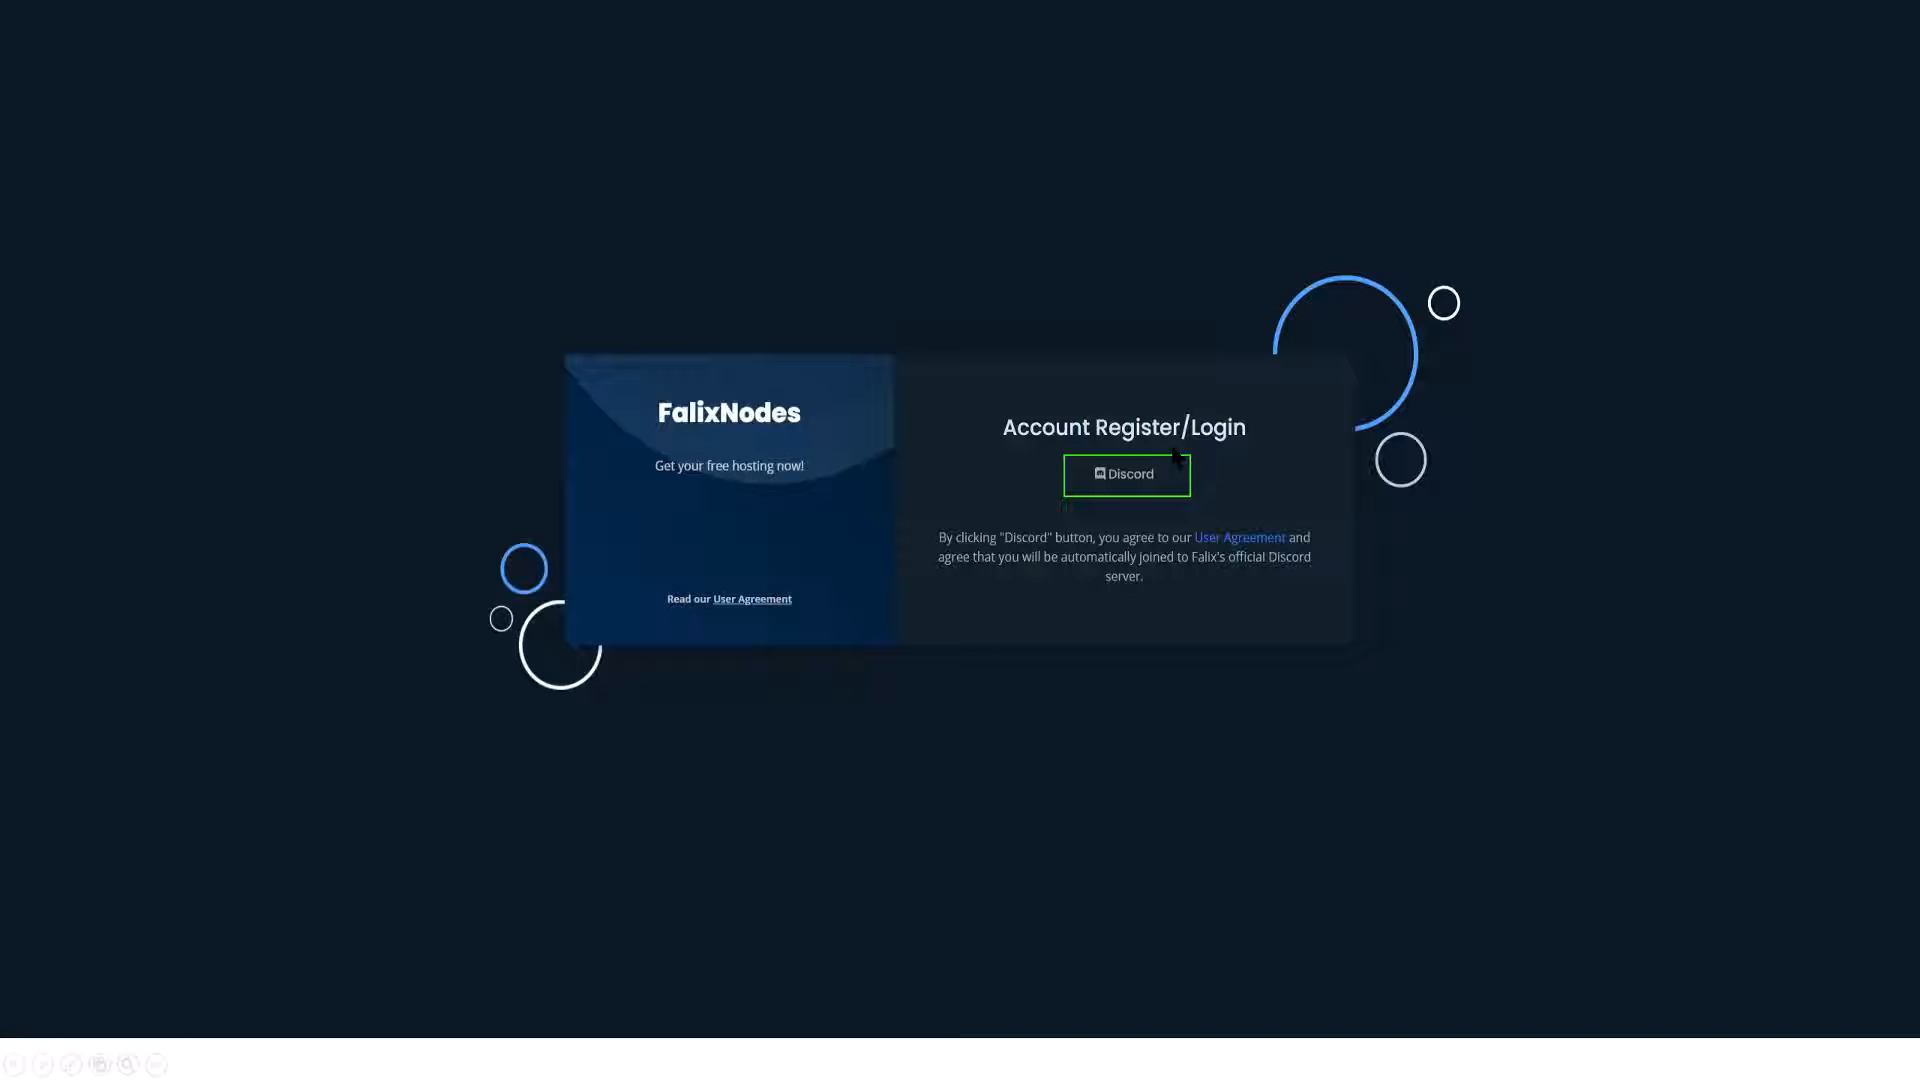 FalixNodes
Get your free hosting now!
Read our User Agreement
Account Register/Login
Discord
By clicking "Discord" button, you agree to our User Agreement and
agree that you will be automatically joined to Falix's official Discord
server.